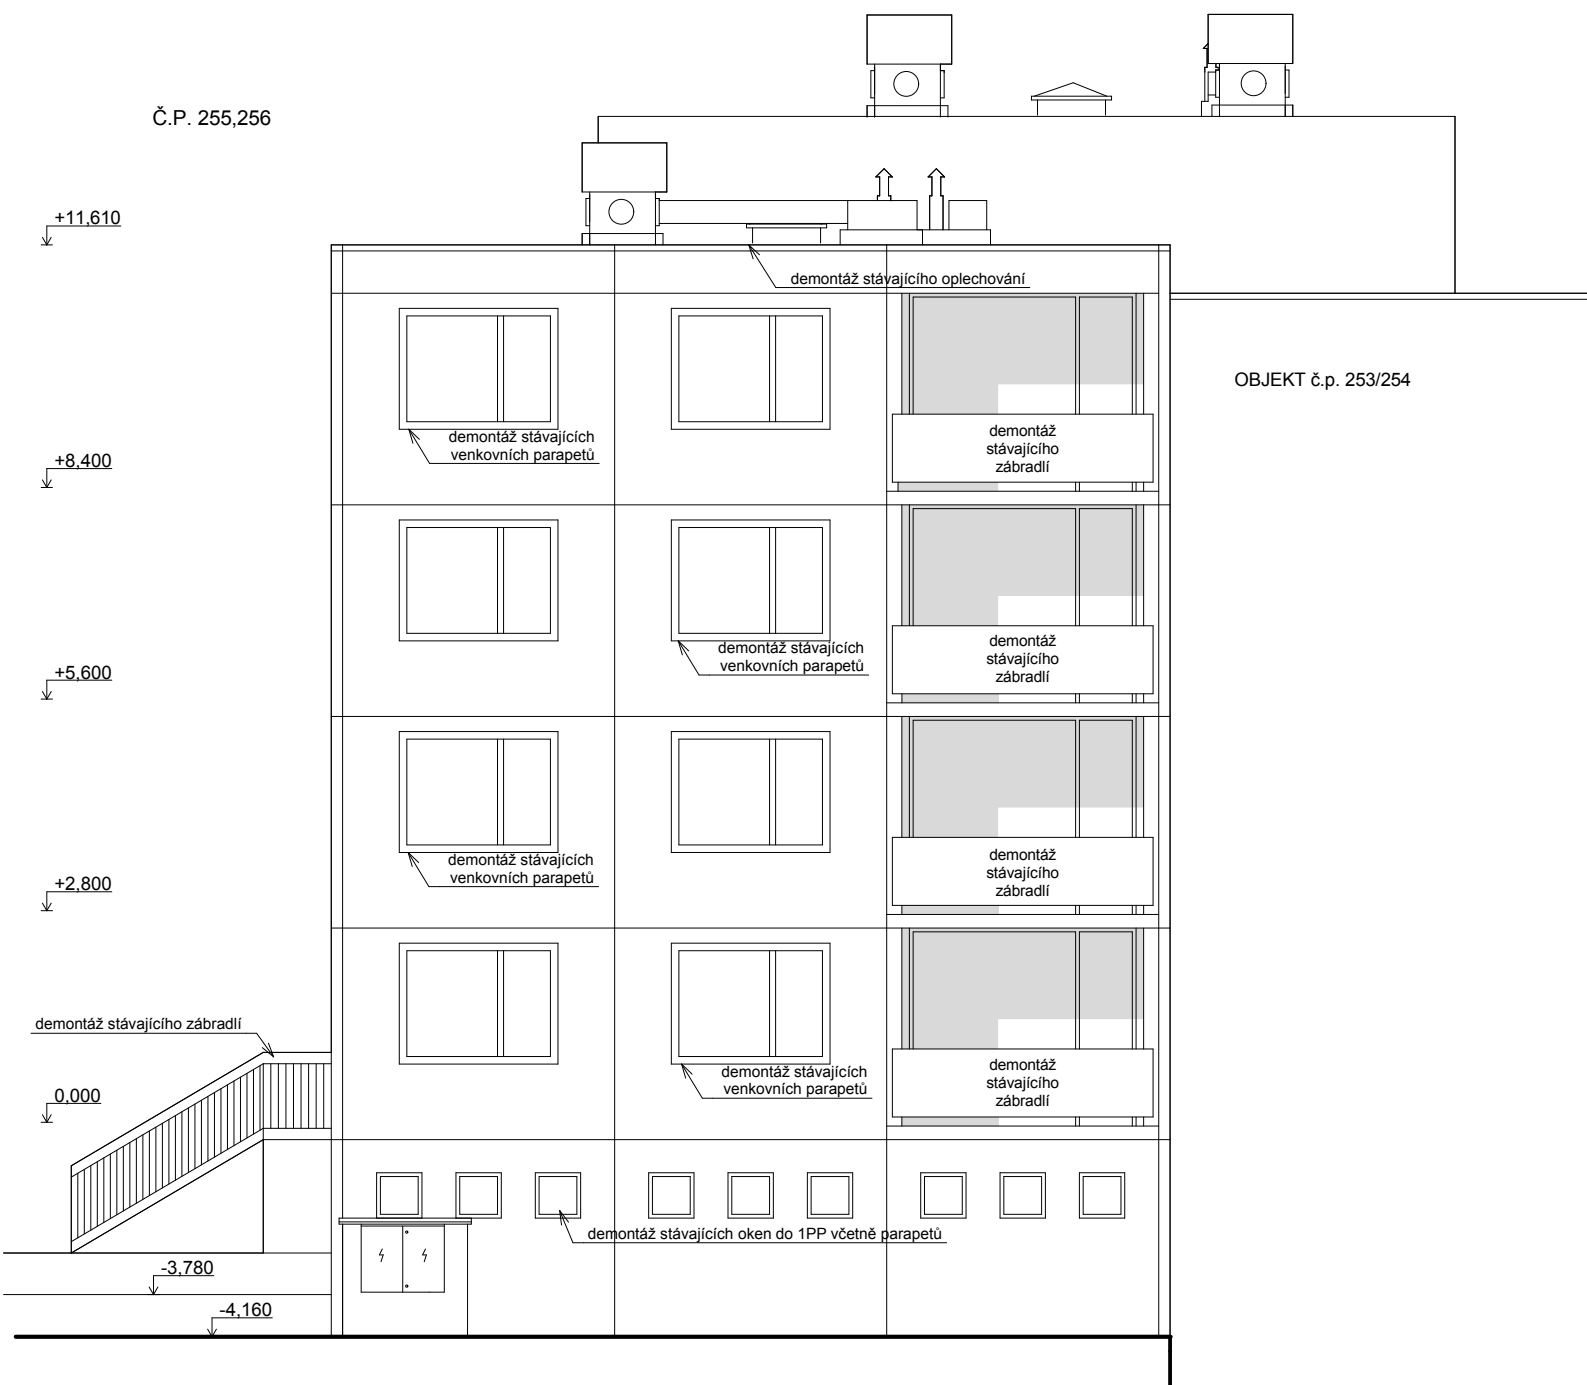 Č.P. 255,256
+11,610
demontáž stávajícího oplechování
OBJEKT č.p. 253/254
demontáž stávajících
venkovních parapetů
demontáž
stávajícího
zábradlí
+8,400
demontáž stávajících
venkovních parapetů
demontáž
stávajícího
zábradlí
+5,600
demontáž stávajících
venkovních parapetů
demontáž
stávajícího
zábradlí
+2,800
demontáž stávajícího zábradlí
demontáž stávajících
venkovních parapetů
demontáž
stávajícího
zábradlí
0,000
demontáž stávajících oken do 1PP včetně parapetů
-3,780
-4,160